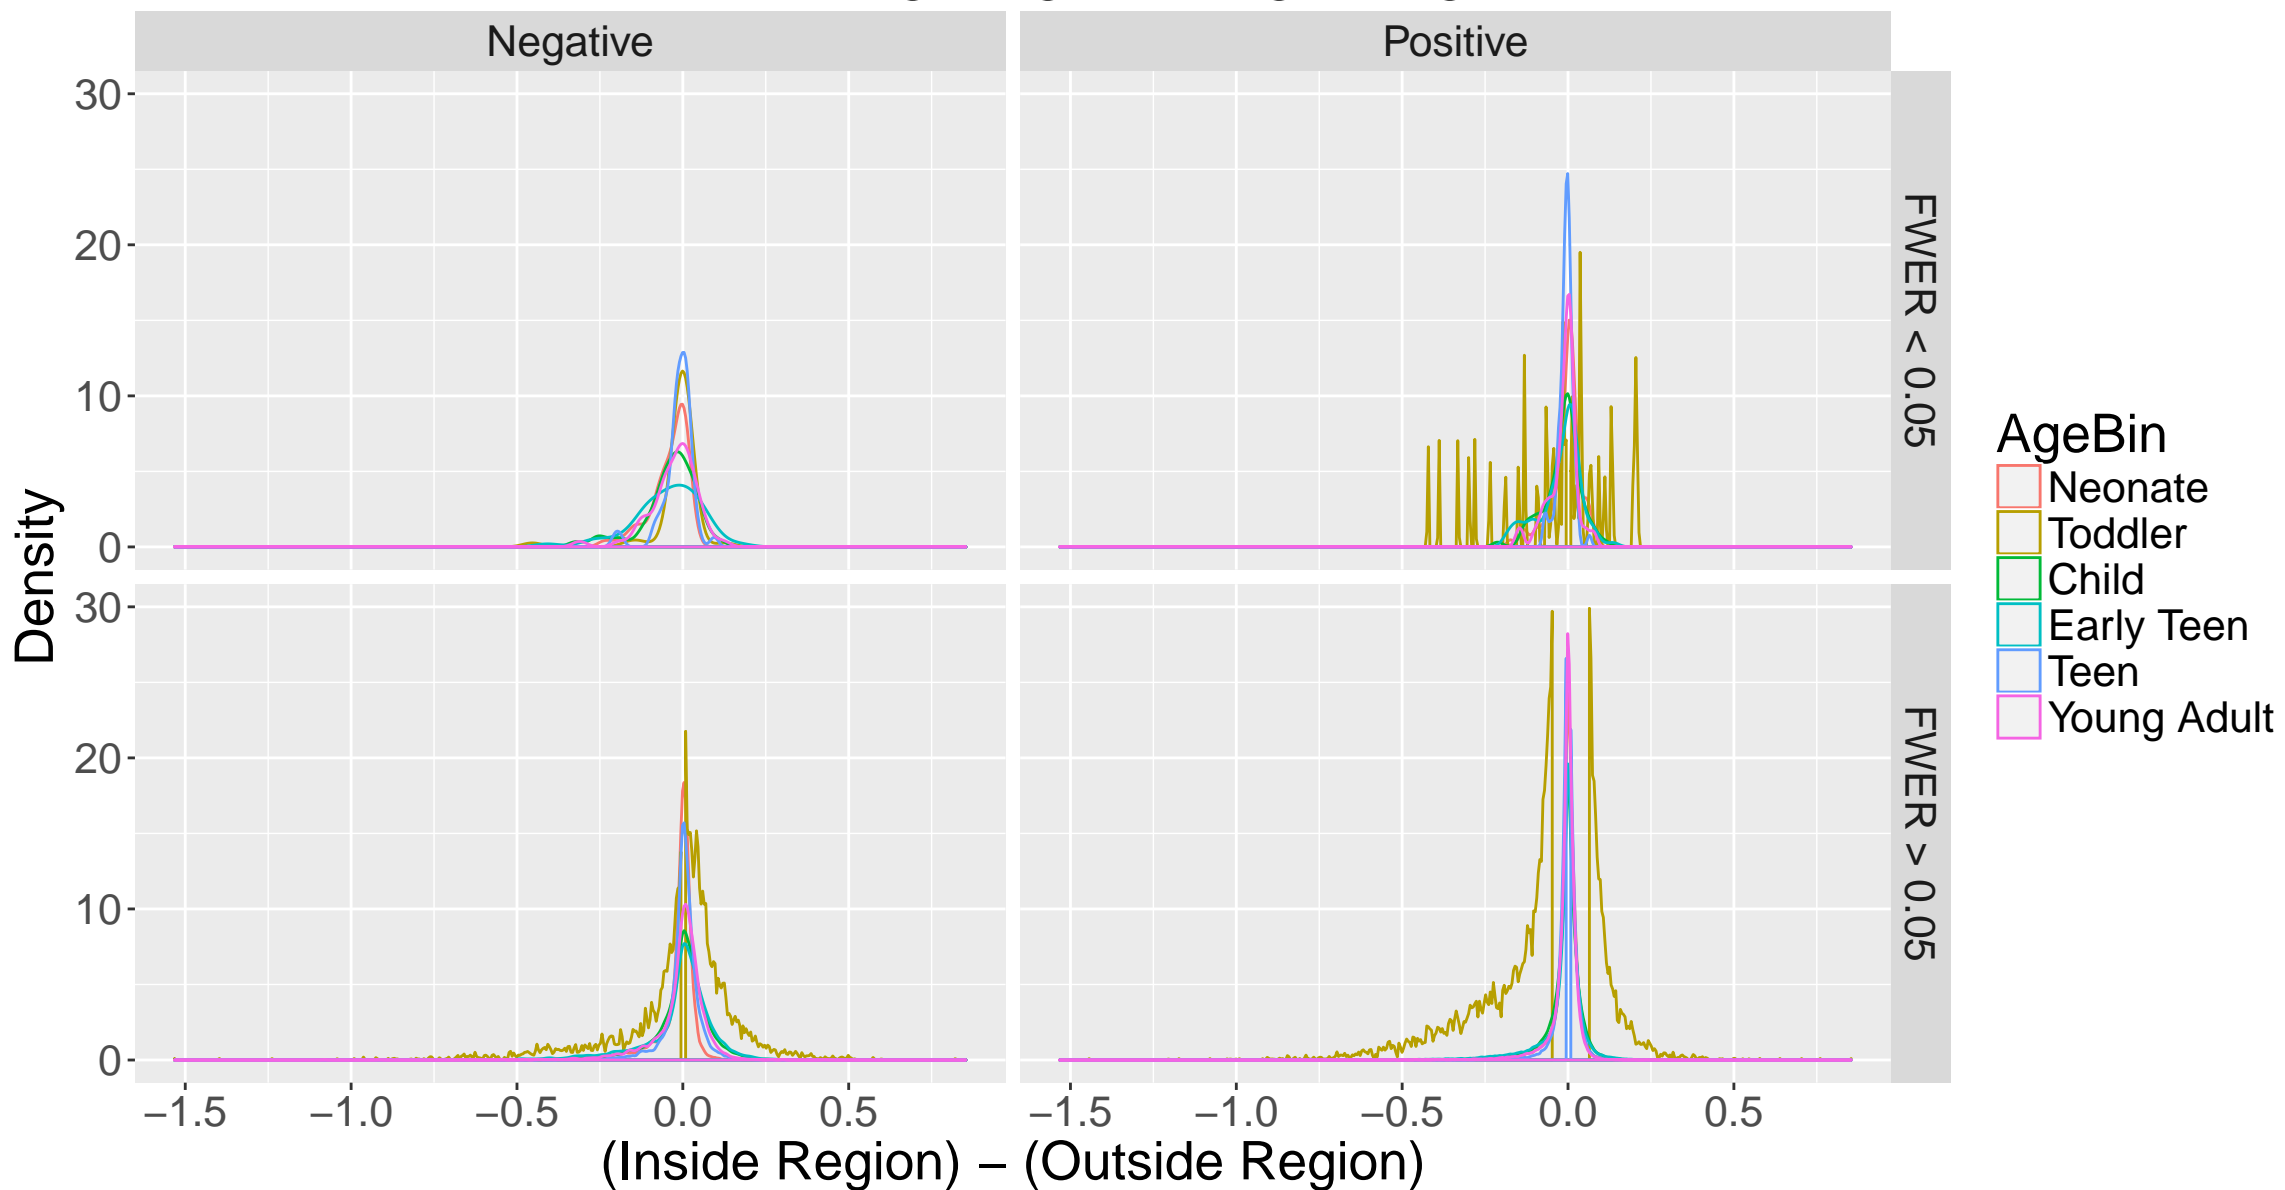 Negative
Positive
30
20
10
0
FWER < 0.05
30
20
10
0
FWER > 0.05
Density
−1.5
−1.0
−0.5
0.0
0.5
−1.5
−1.0
−0.5
0.0
0.5
(Inside Region) − (Outside Region)
AgeBin
Neonate
Toddler
Child
Early Teen
Teen
Young Adult